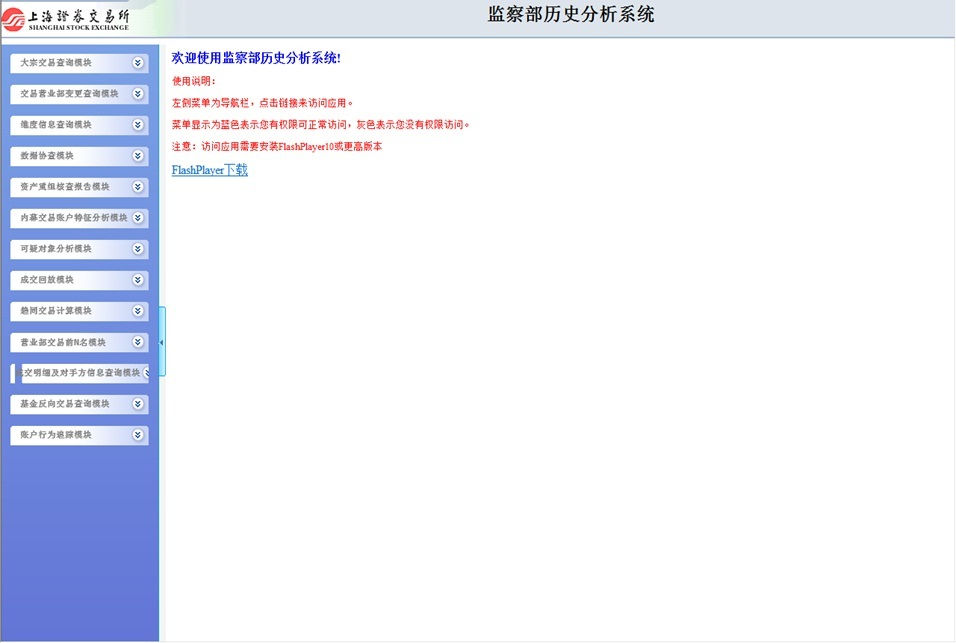 上海證券交易所
SHANGHAI STOCK EXCHANGE
监察部历史分析系统
大宗交易查询模块
交易营业部变更查询模块
维度信息查询模块
数据协查模块
资产重组核查报告模块
内幕交易账户特征分析模块
可疑对象分析模块
成交回放模块
趋同交易计算模块
营业部交易前N名模块
交明细及对手方信息查询模块
基金反向交易查询模块
账户行为追踪模块
欢迎使用监察部历史分析系统!
使用说明：
左侧菜单为导航栏，点击链接来访问应用。
菜单显示为蓝色表示您有权限可正常访问，灰色表示您没有权限访问。
注意：访问应用需要安装FlashPlayer10或更高版本
FlashPlayer下载